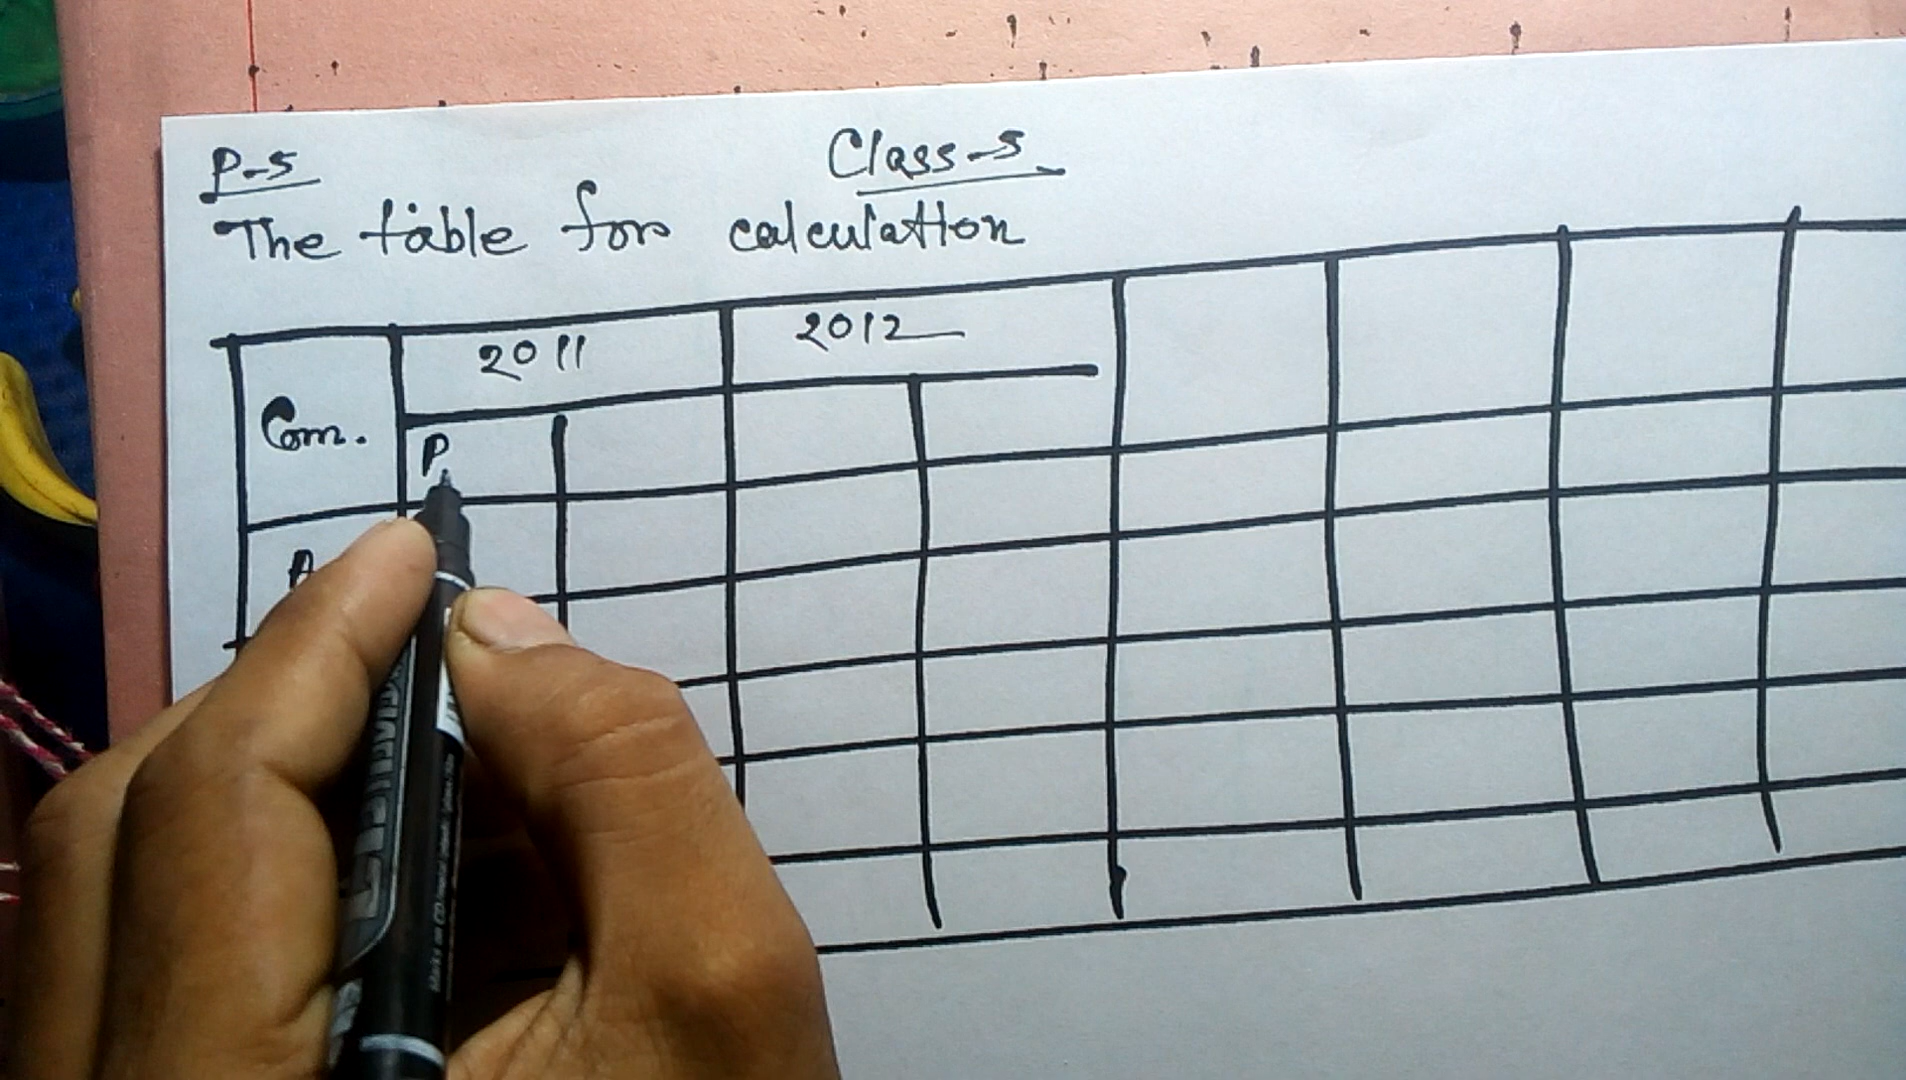 P-5
Class-5
The table for calculation
2011
2012
Com.
P
A